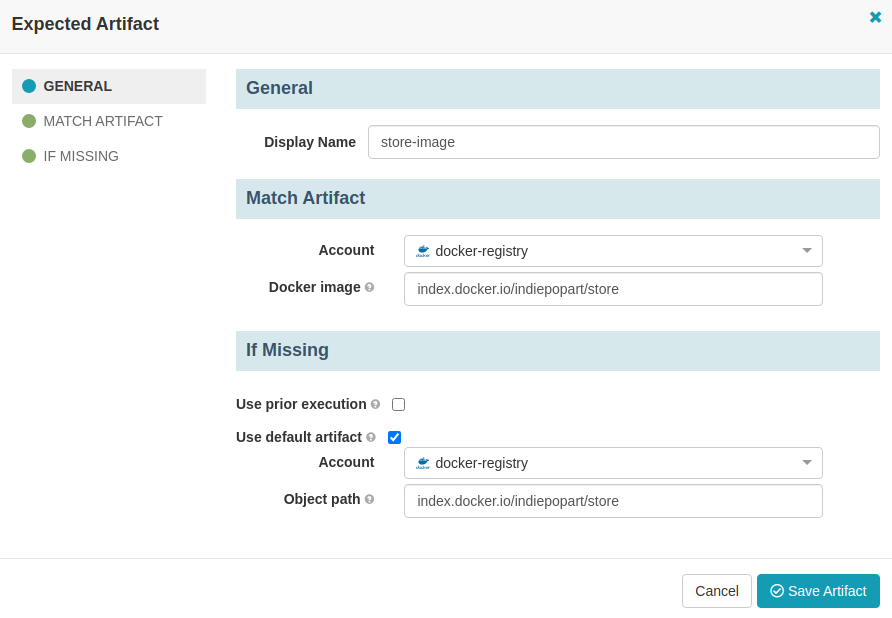 Expected Artifact
GENERAL
MATCH ARTIFACT
IF MISSING
General
Display Name store-image
Match Artifact
Account docker-registry
Docker image index.docker.io/indiepopart/store
If Missing
Use prior execution
Use default artifact
Account docker-registry
Object path index.docker.io/indiepopart/store
Cancel Save Artifact